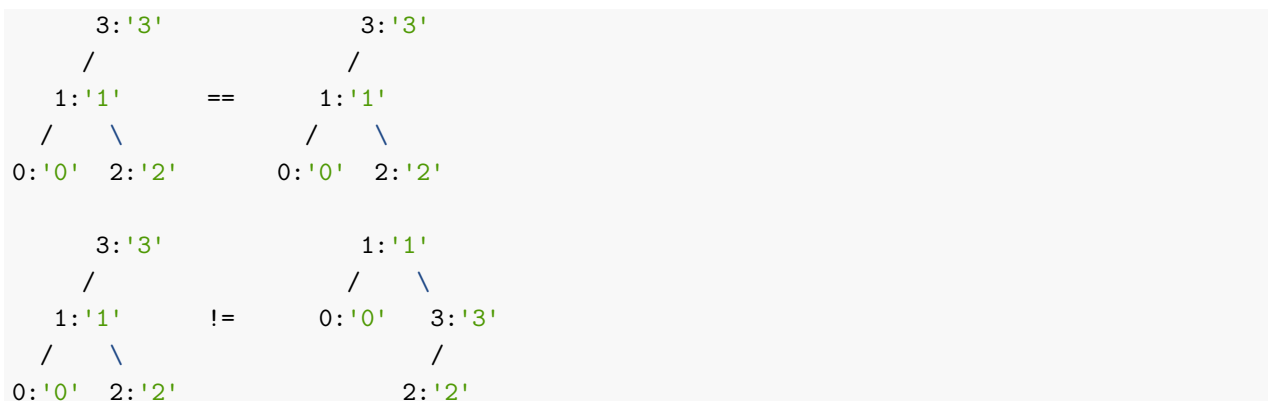 3:'3'              3:'3'
     /                  /
   1:'1'      ==      1:'1'
  /    \             /    \
0:'0'  2:'2'       0:'0'  2:'2'
      3:'3'              1:'1'
     /                  /    \
   1:'1'      !=      0:'0'   3:'3'
  /    \                     /
0:'0'  2:'2'               2:'2'